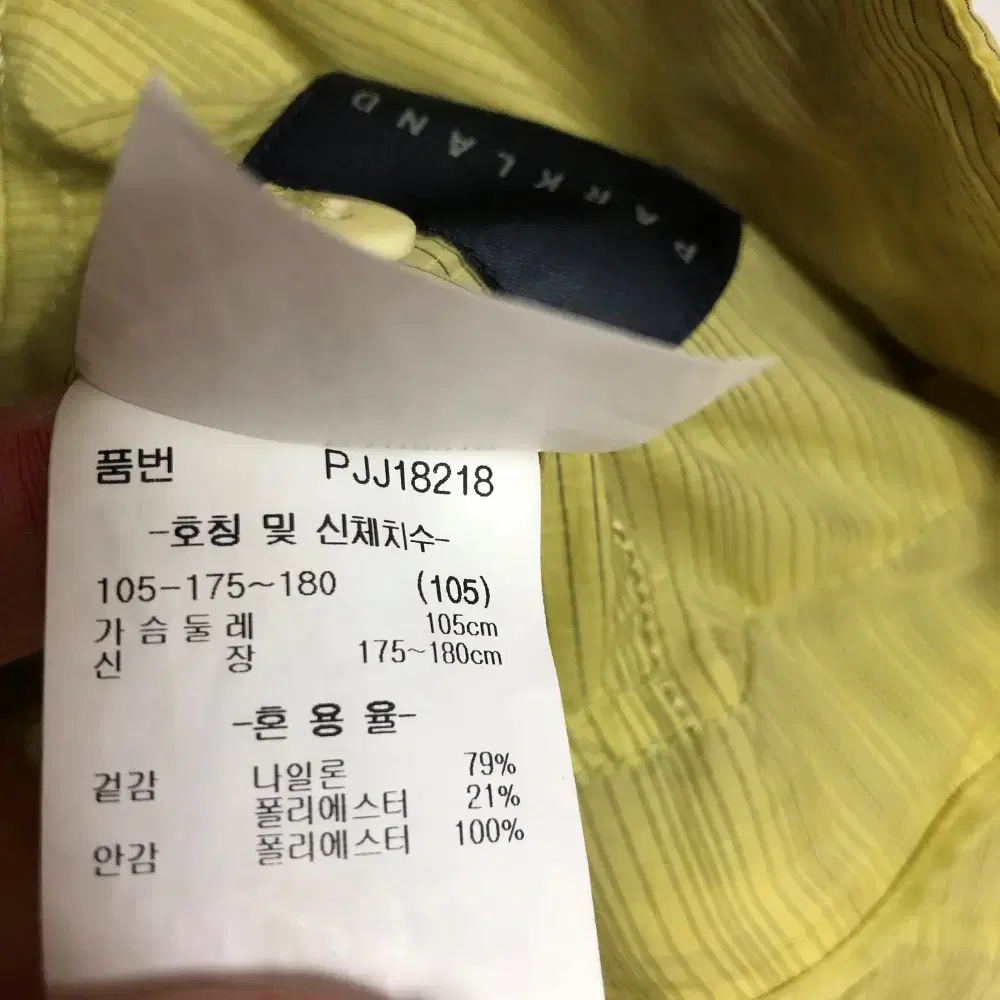 PARKLAND
품번 PJJ18218
-호칭 및 신체치수-
105-175~180 (105)
가슴둘레 105cm
신장 175~180cm
-혼용율-
겉감 나일론 79%
폴리에스터 21%
안감 폴리에스터 100%